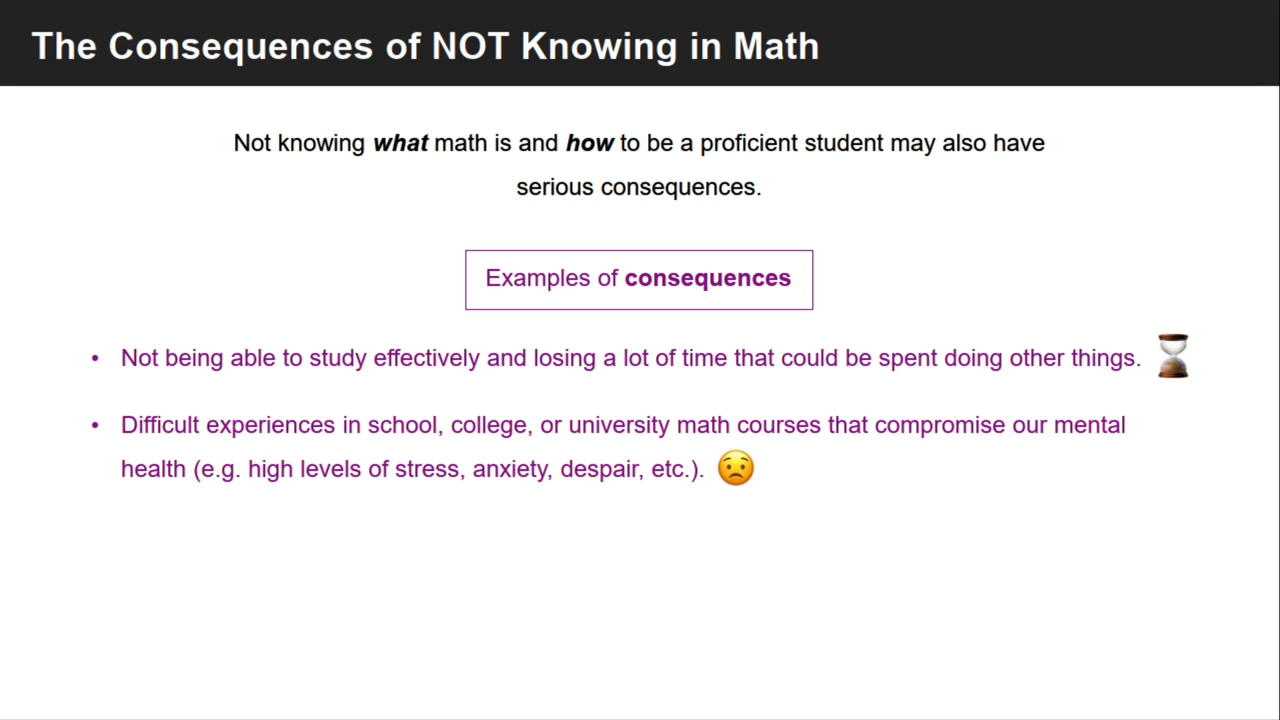 The Consequences of NOT Knowing in Math
Not knowing what math is and how to be a proficient student may also have
serious consequences.
Examples of consequences
• Not being able to study effectively and losing a lot of time that could be spent doing other things.
• Difficult experiences in school, college, or university math courses that compromise our mental
health (e.g. high levels of stress, anxiety, despair, etc.).